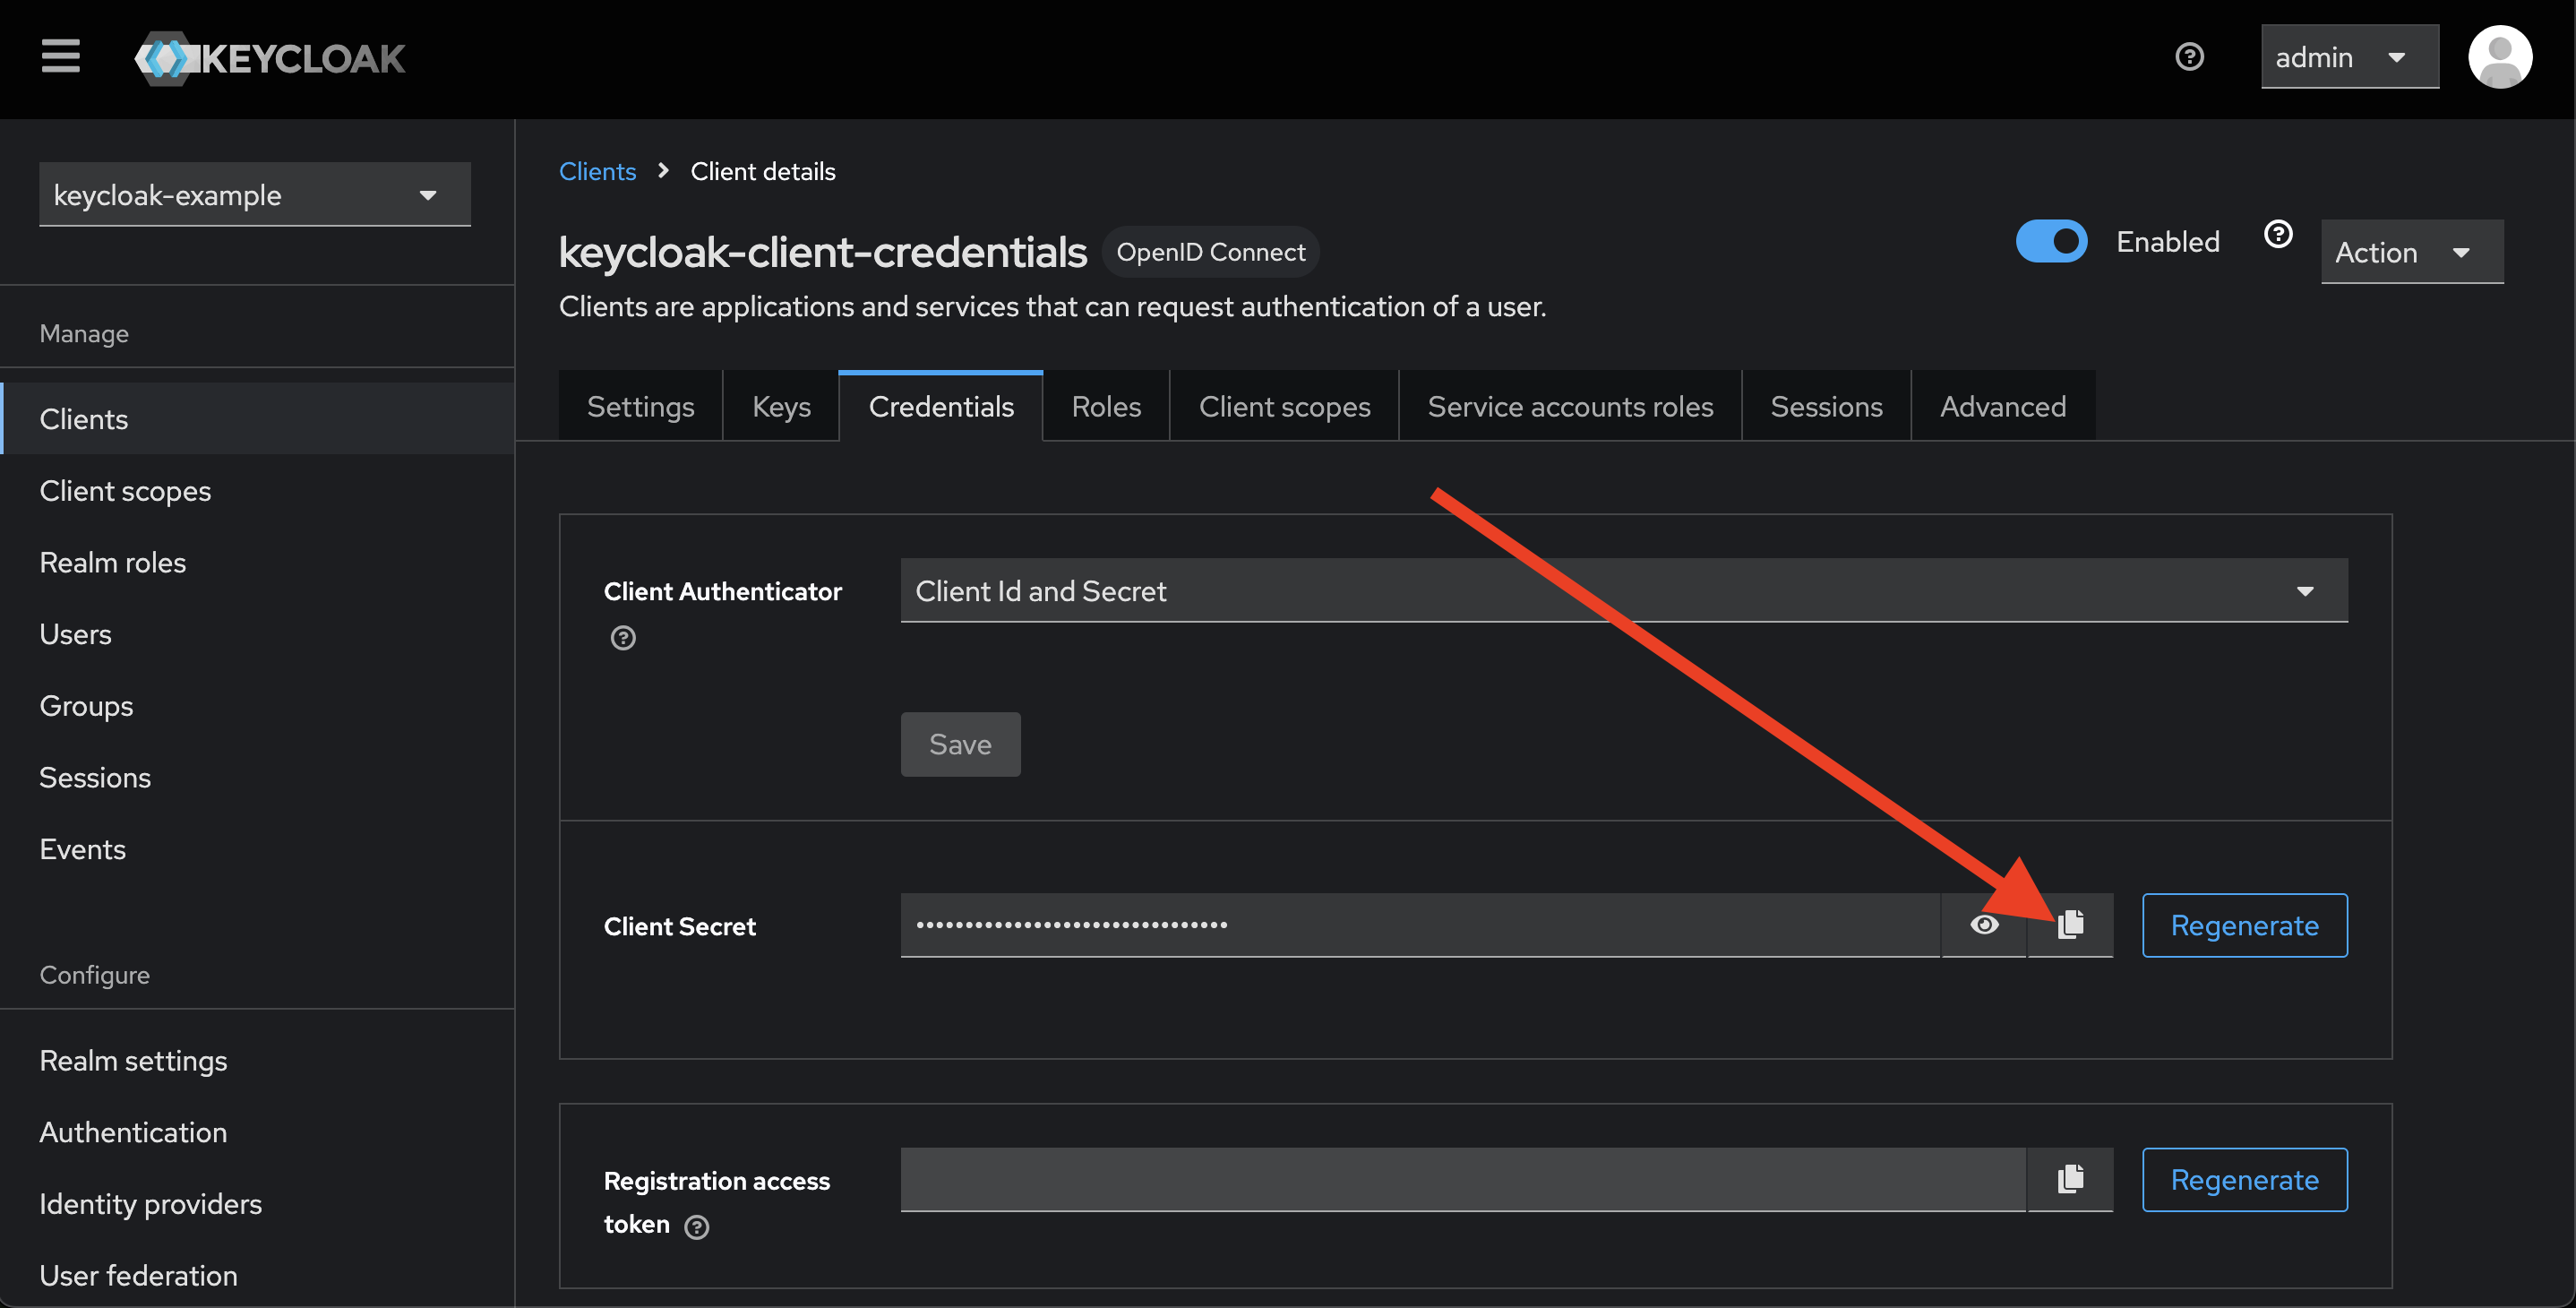 KEYCLOAK
admin
keycloak-example
Manage
Clients
Client scopes
Realm roles
Users
Groups
Sessions
Events
Configure
Realm settings
Authentication
Identity providers
User federation
Clients > Client details
keycloak-client-credentials OpenID Connect
Enabled
Action
Clients are applications and services that can request authentication of a user.
Settings Keys Credentials Roles Client scopes Service accounts roles Sessions Advanced
Client Authenticator
Client Id and Secret
Save
Client Secret
••••••••••••••••••••••••••••••••
Regenerate
Registration access
token
Regenerate